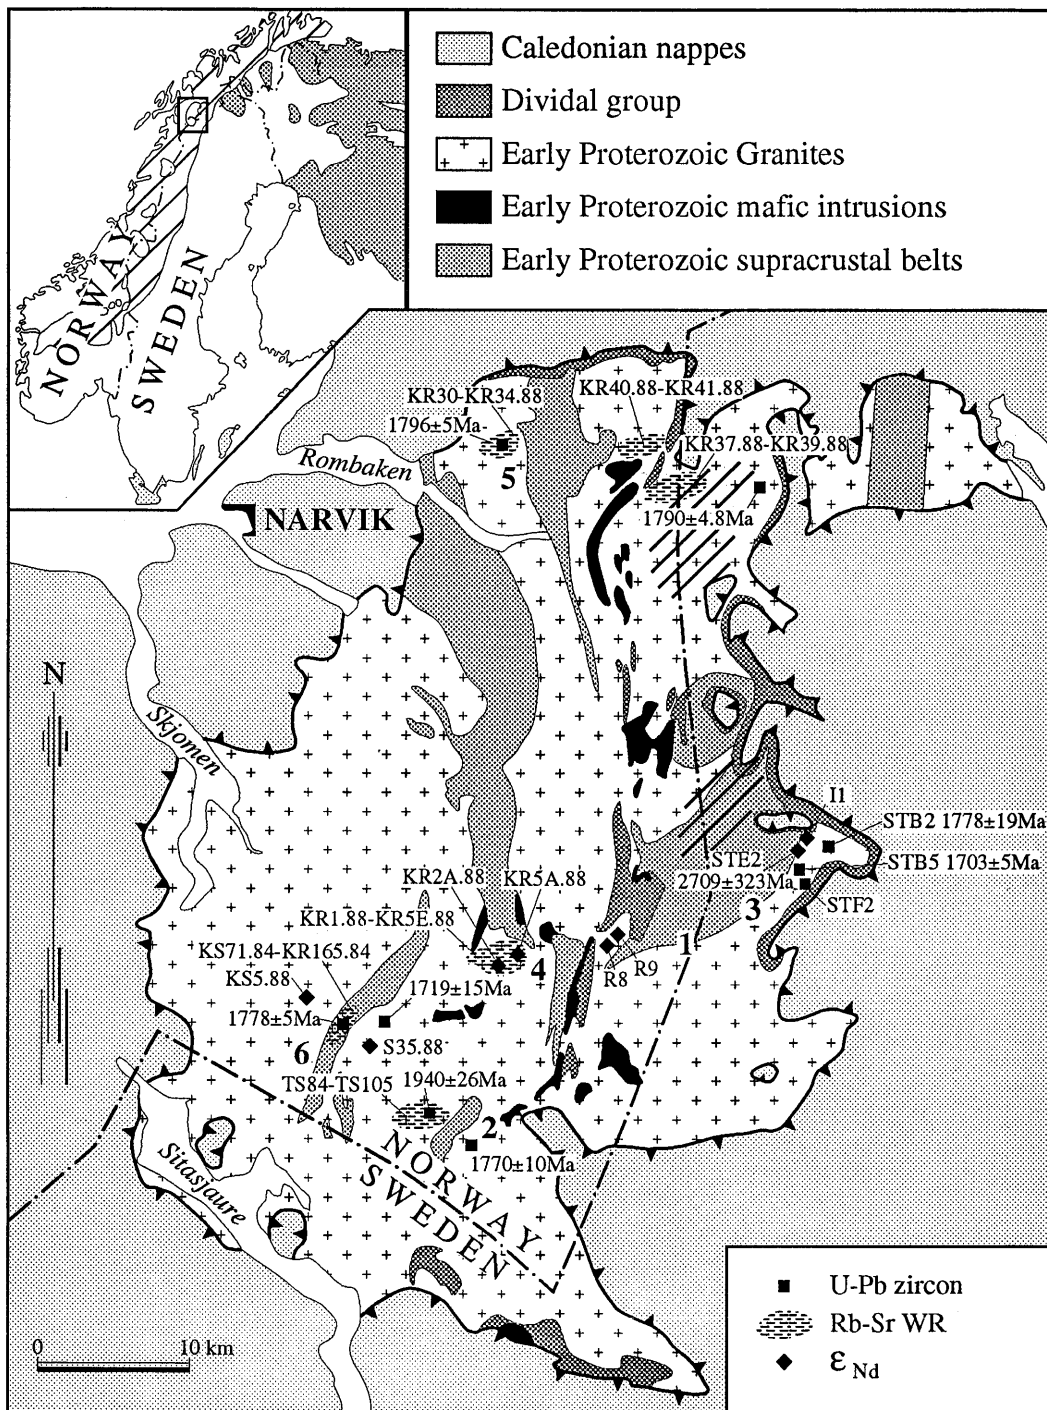 Caledonian nappes
Dividal group
Early Proterozoic Granites
Early Proterozoic mafic intrusions
Early Proterozoic supracrustal belts
NORWAY
SWEDEN
KR30-KR34.88
KR40.88-KR41.88
1796±5Ma
KR37.88-KR39.88
Rombaken
5
NARVIK
1790±4.8Ma
N
Skjomen
I1
STB2 1778±19Ma
STE2
2709±323Ma
STB5 1703±5Ma
STF2
KR2A.88
KR5A.88
3
KR1.88-KR5E.88
1
KS71.84-KR165.84
4
R9
R8
KS5.88
1719±15Ma
1778±5Ma
6
S35.88
TS84-TS105
1940±26Ma
2
1770±10Ma
NORWAY
SWEDEN
Sitasjaure
0
10 km
U-Pb zircon
Rb-Sr WR
ε Nd